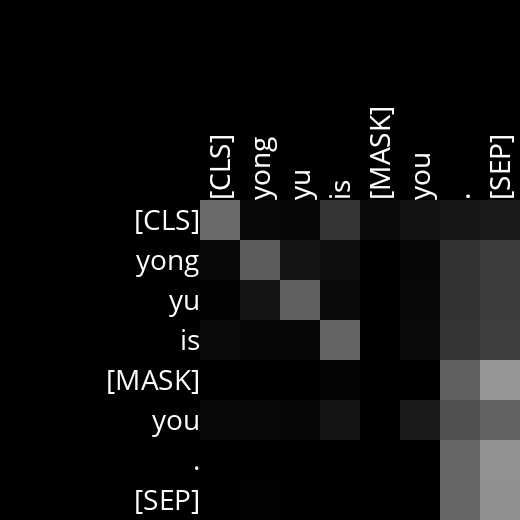 [CLS] yong yu is [MASK] you . [SEP]
[CLS]
yong
yu
is
[MASK]
you
.
[SEP]